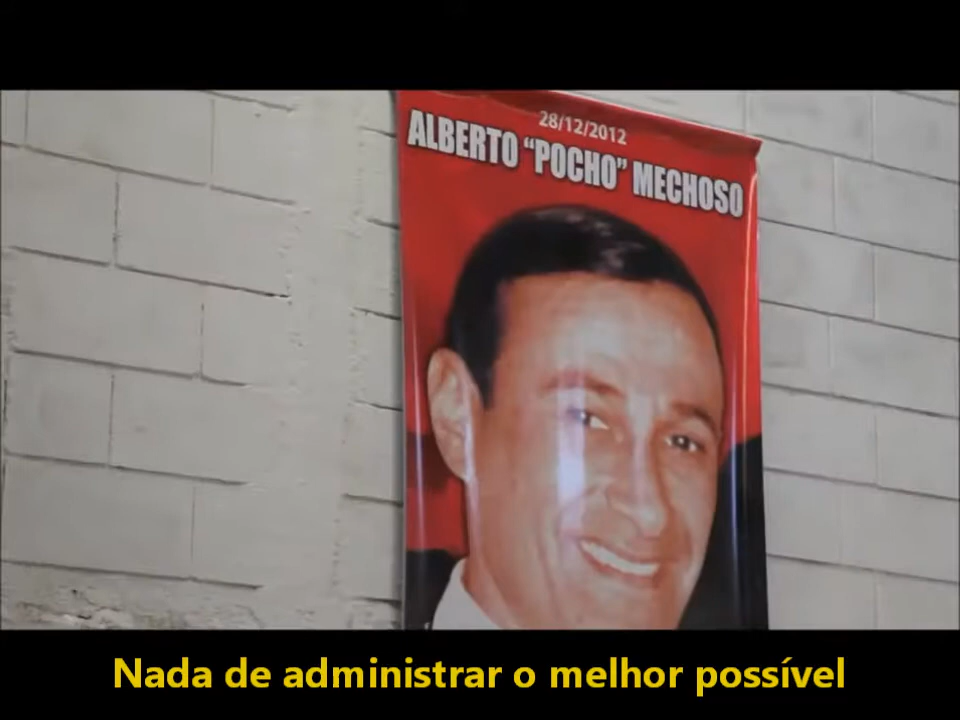 28/12/2012
ALBERTO “POCHO” MECHOSO
Nada de administrar o melhor possível